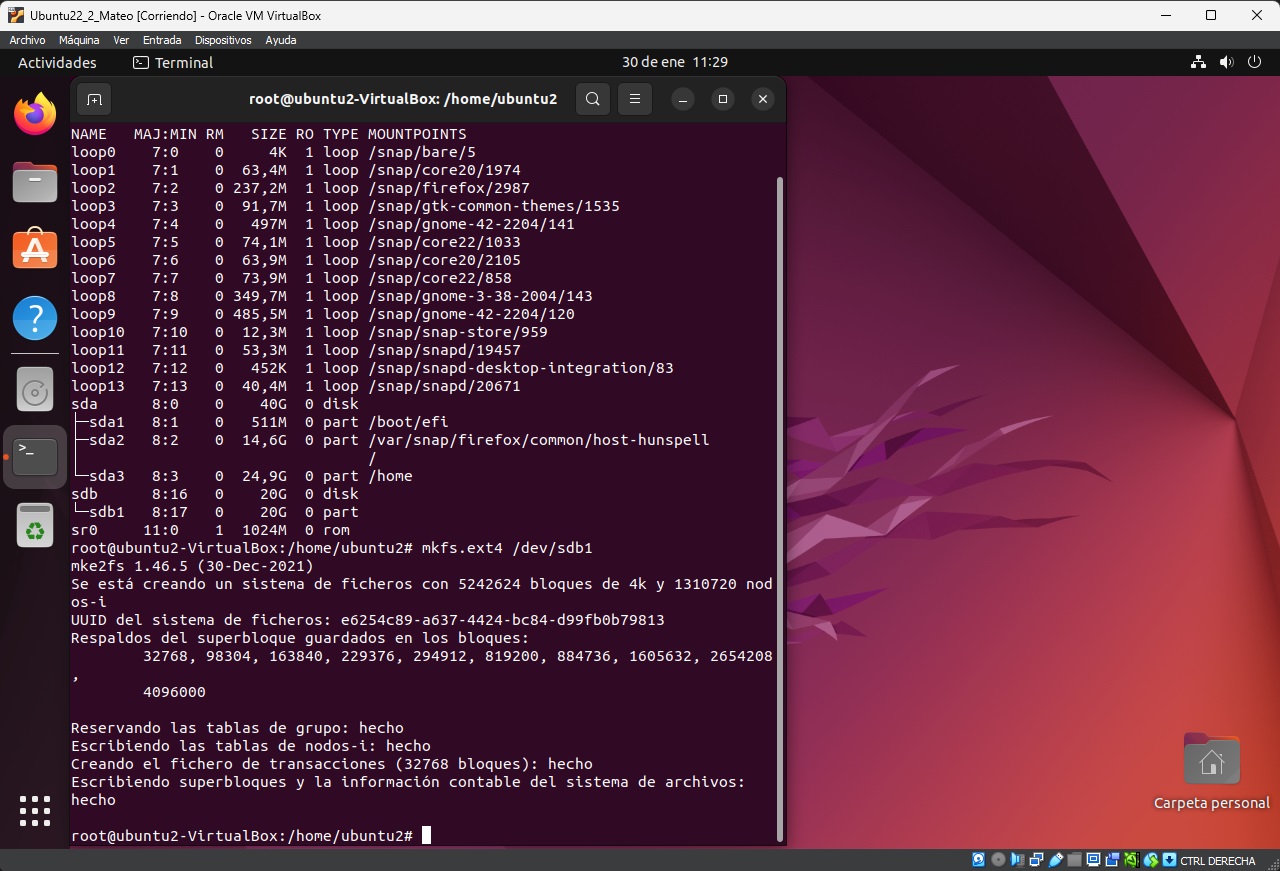 Ubuntu22_2_Mateo [Corriendo] - Oracle VM VirtualBox
Archivo Máquina Ver Entrada Dispositivos Ayuda
Actividades Terminal 30 de ene 11:29
root@ubuntu2-VirtualBox: /home/ubuntu2
NAME MAJ:MIN RM SIZE RO TYPE MOUNTPOINTS
loop0 7:0 0 4K 1 loop /snap/bare/5
loop1 7:1 0 63,4M 1 loop /snap/core20/1974
loop2 7:2 0 237,2M 1 loop /snap/firefox/2987
loop3 7:3 0 91,7M 1 loop /snap/gtk-common-themes/1535
loop4 7:4 0 497M 1 loop /snap/gnome-42-2204/141
loop5 7:5 0 74,1M 1 loop /snap/core22/1033
loop6 7:6 0 63,9M 1 loop /snap/core20/2105
loop7 7:7 0 73,9M 1 loop /snap/core22/858
loop8 7:8 0 349,7M 1 loop /snap/gnome-3-38-2004/143
loop9 7:9 0 485,5M 1 loop /snap/gnome-42-2204/120
loop10 7:10 0 12,3M 1 loop /snap/snap-store/959
loop11 7:11 0 53,3M 1 loop /snap/snapd/19457
loop12 7:12 0 452K 1 loop /snap/snapd-desktop-integration/83
loop13 7:13 0 40,4M 1 loop /snap/snapd/20671
sda 8:0 0 40G 0 disk
├─sda1 8:1 0 511M 0 part /boot/efi
├─sda2 8:2 0 14,6G 0 part /var/snap/firefox/common/host-hunspell
│ /
└─sda3 8:3 0 24,9G 0 part /home
sdb 8:16 0 20G 0 disk
└─sdb1 8:17 0 20G 0 part
sr0 11:0 1 1024M 0 rom
root@ubuntu2-VirtualBox:/home/ubuntu2# mkfs.ext4 /dev/sdb1
mke2fs 1.46.5 (30-Dec-2021)
Se está creando un sistema de ficheros con 5242624 bloques de 4k y 1310720 nod
os-i
UUID del sistema de ficheros: e6254c89-a637-4424-bc84-d99fb0b79813
Respaldos del superbloque guardados en los bloques:
32768, 98304, 163840, 229376, 294912, 819200, 884736, 1605632, 2654208
,
4096000
Reservando las tablas de grupo: hecho
Escribiendo las tablas de nodos-i: hecho
Creando el fichero de transacciones (32768 bloques): hecho
Escribiendo superbloques y la información contable del sistema de archivos:
hecho
root@ubuntu2-VirtualBox:/home/ubuntu2#
Carpeta personal
CTRL DERECHA